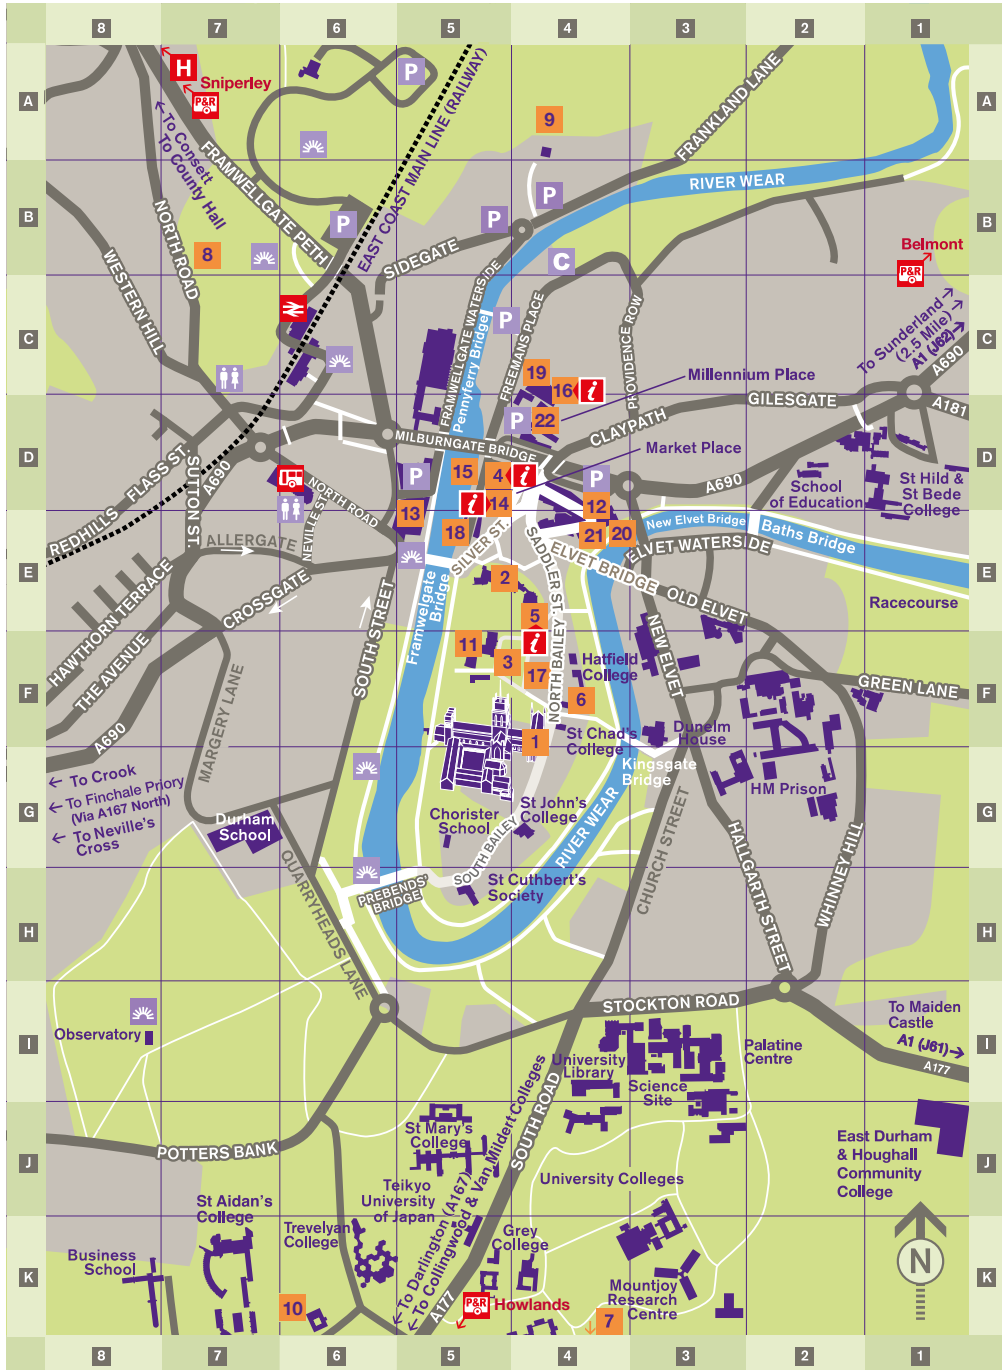 8 7 6 5 4 3 2 1
A
H
Sniperley
P&R
To Consett
To County Hall
FRAMWELLGATE PETH
P
EAST COAST MAIN LINE (RAILWAY)
9
FRANKLAND LANE
A
B
NORTH ROAD
WESTERN HILL
8
P
SIDEGATE
P
P
RIVER WEAR
C
Belmont
P&R
B
C
FRAMWELLGATE WATERSIDE
Pennyferry Bridge
P
FREEMANS PLACE
PROVIDENCE ROW
19
16
i
Millennium Place
To Sunderland
(2.5 Mile)
A1 (J62)
A690
C
D
REDHILLS
FLASS ST.
SUTTON ST.
A690
NORTH ROAD
NEVILLE ST
MILBURNGATE BRIDGE
P
22
CLAYPATH
GILESGATE
A181
Market Place
15
4
i
P
P
13
i
14
12
A690
School
of Education
St Hild &
St Bede
College
D
E
ALLERGATE
CROSSGATE
HAWTHORN TERRACE
THE AVENUE
SOUTH STREET
Framwelgate
Bridge
18
SILVER ST.
SADDLER ST.
21
20
ELVET BRIDGE
New Elvet Bridge
Baths Bridge
ELVET WATERSIDE
OLD ELVET
Racecourse
2
5
E
F
A690
MARGERY LANE
11
3
i
17
NORTH BAILEY
Hatfield
College
6
NEW ELVET
GREEN LANE
1
St Chad's
College
Dunelm
House
F
G
To Crook
To Finchale Priory
(Via A167 North)
To Neville's
Cross
Durham
School
Kingsgate
Bridge
HM Prison
Chorister
School
St John's
College
SOUTH BAILEY
RIVER WEAR
CHURCH STREET
HALLGARTH STREET
WHINNEY HILL
G
H
QUARRYHEADS LANE
PREBENDS'
BRIDGE
St Cuthbert's
Society
H
I
Observatory
STOCKTON ROAD
To Maiden
Castle
A1 (J61)
A177
University
Library
Science
Site
Palatine
Centre
I
J
POTTERS BANK
St Mary's
College
SOUTH ROAD
Teikyo
University
of Japan
University Colleges
East Durham
& Houghall
Community
College
J
K
St Aidan's
College
Trevelyan
College
Business
School
To Darlington (A167)
To Collingwood & Van Mildert Colleges
A177
Grey
College
10
P&R
Howlands
7
Mountjoy
Research
Centre
N
K
8 7 6 5 4 3 2 1